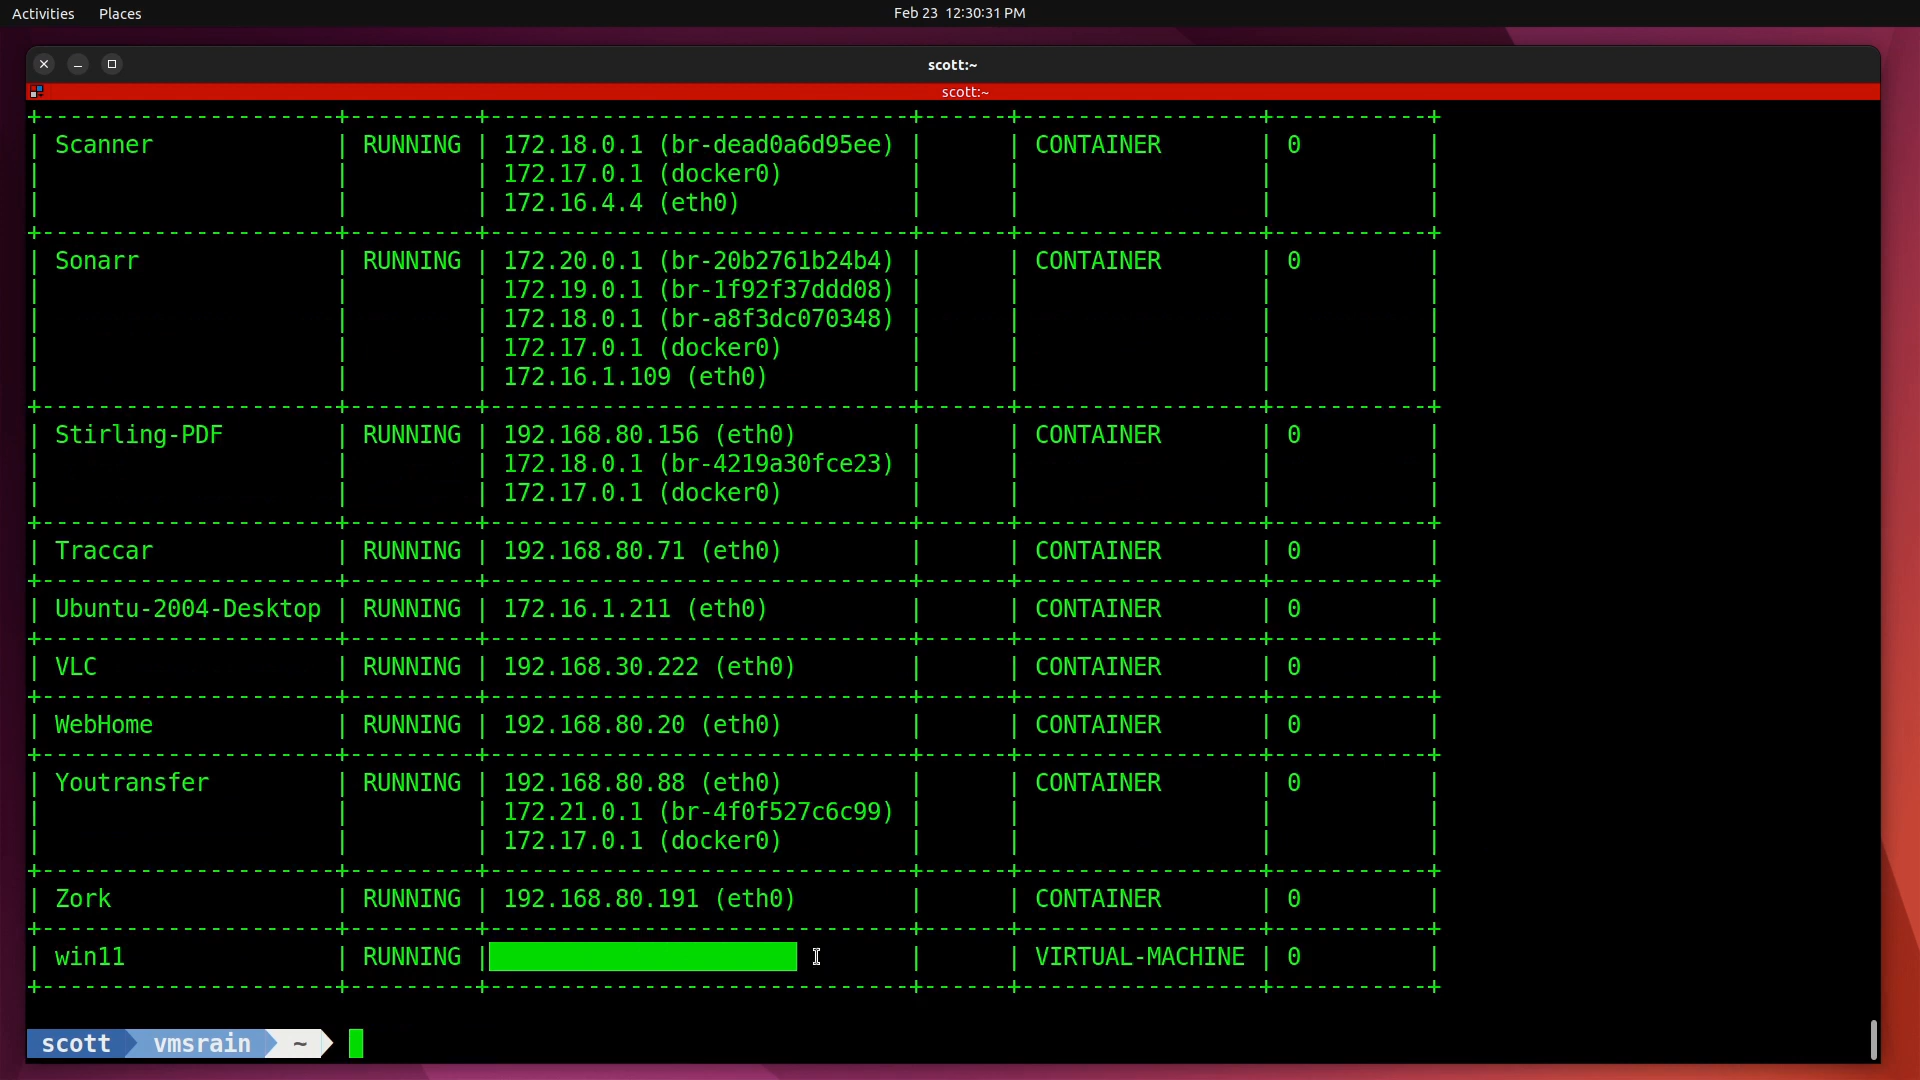 Activities Places Feb 23 12:30:31 PM
scott:~
scott:~
+---------------------+---------+------------------------------+------+-----------------+-----------+
| Scanner | RUNNING | 172.18.0.1 (br-dead0a6d95ee) | | CONTAINER | 0 |
| | | 172.17.0.1 (docker0) | | | |
| | | 172.16.4.4 (eth0) | | | |
+---------------------+---------+------------------------------+------+-----------------+-----------+
| Sonarr | RUNNING | 172.20.0.1 (br-20b2761b24b4) | | CONTAINER | 0 |
| | | 172.19.0.1 (br-1f92f37ddd08) | | | |
| | | 172.18.0.1 (br-a8f3dc070348) | | | |
| | | 172.17.0.1 (docker0) | | | |
| | | 172.16.1.109 (eth0) | | | |
+---------------------+---------+------------------------------+------+-----------------+-----------+
| Stirling-PDF | RUNNING | 192.168.80.156 (eth0) | | CONTAINER | 0 |
| | | 172.18.0.1 (br-4219a30fce23) | | | |
| | | 172.17.0.1 (docker0) | | | |
+---------------------+---------+------------------------------+------+-----------------+-----------+
| Traccar | RUNNING | 192.168.80.71 (eth0) | | CONTAINER | 0 |
+---------------------+---------+------------------------------+------+-----------------+-----------+
| Ubuntu-2004-Desktop | RUNNING | 172.16.1.211 (eth0) | | CONTAINER | 0 |
+---------------------+---------+------------------------------+------+-----------------+-----------+
| VLC | RUNNING | 192.168.30.222 (eth0) | | CONTAINER | 0 |
+---------------------+---------+------------------------------+------+-----------------+-----------+
| WebHome | RUNNING | 192.168.80.20 (eth0) | | CONTAINER | 0 |
+---------------------+---------+------------------------------+------+-----------------+-----------+
| Youtransfer | RUNNING | 192.168.80.88 (eth0) | | CONTAINER | 0 |
| | | 172.21.0.1 (br-4f0f527c6c99) | | | |
| | | 172.17.0.1 (docker0) | | | |
+---------------------+---------+------------------------------+------+-----------------+-----------+
| Zork | RUNNING | 192.168.80.191 (eth0) | | CONTAINER | 0 |
+---------------------+---------+------------------------------+------+-----------------+-----------+
| win11 | RUNNING | | | VIRTUAL-MACHINE | 0 |
+---------------------+---------+------------------------------+------+-----------------+-----------+
scott vmsrain ~